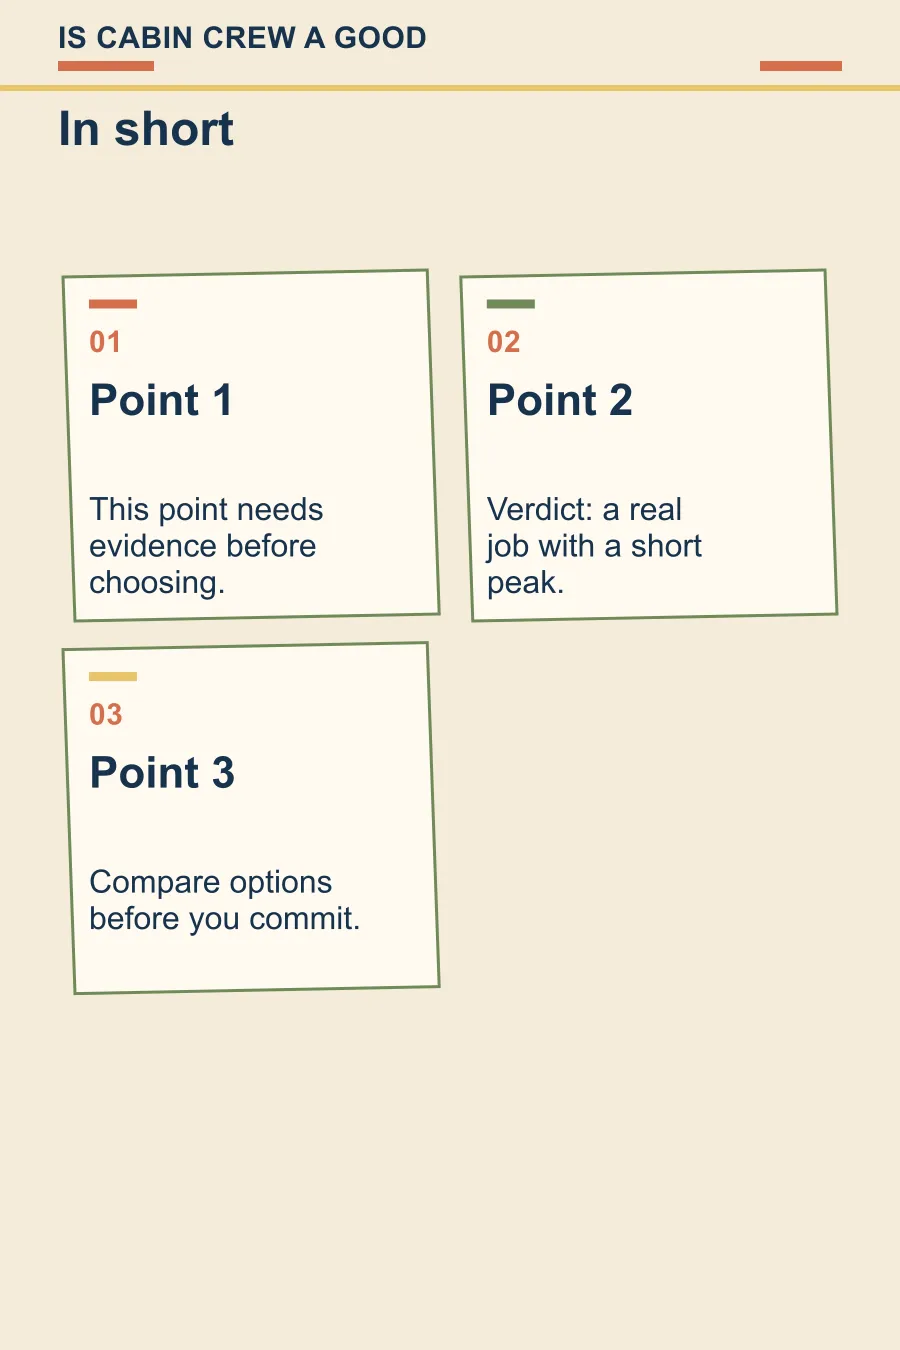 IS CABIN CREW A GOOD
In short
01
Point 1
This point needs
evidence before
choosing.
02
Point 2
Verdict: a real
job with a short
peak.
03
Point 3
Compare options
before you commit.